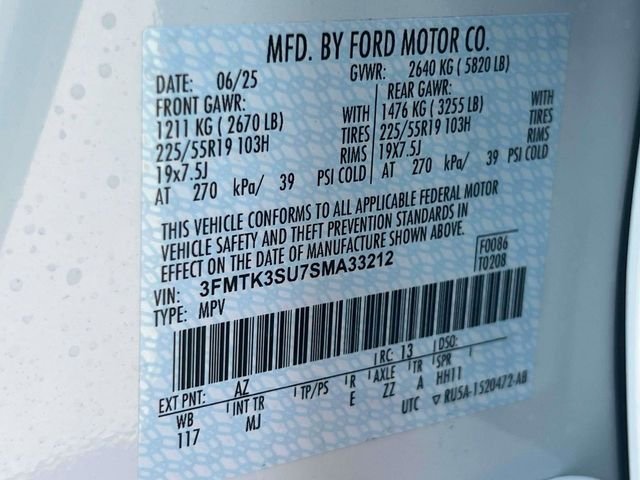 MFD. BY FORD MOTOR CO.
DATE: 06/25 GVWR: 2640 KG ( 5820 LB)
FRONT GAWR: REAR GAWR:
1211 KG ( 2670 LB) WITH 1476 KG ( 3255 LB) WITH
225/55R19 103H TIRES 225/55R19 103H TIRES
19x7.5J RIMS 19x7.5J RIMS
AT 270 kPa/ 39 PSI COLD AT 270 kPa/ 39 PSI COLD
THIS VEHICLE CONFORMS TO ALL APPLICABLE FEDERAL MOTOR
VEHICLE SAFETY AND THEFT PREVENTION STANDARDS IN
EFFECT ON THE DATE OF MANUFACTURE SHOWN ABOVE.
F0086
T0208
VIN: 3FMTK3SU7SMA33212
TYPE: MPV
RC: 13 DSO:
EXT PNT: AZ
WB INT TR TP/PS R AXLE TR SPR
117 MJ E ZZ A HH11
UTC ▽ RU5A-1520472-AB